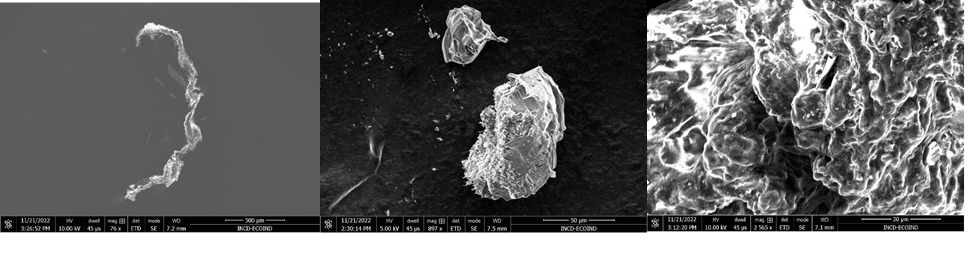 11/21/2022 HV dwell mag det mode WD 500 µm
3:26:52 PM 10.00 kV 45 µs 76 x ETD SE 7.2 mm INCD-ECOIND
11/21/2022 HV dwell mag det mode WD 50 µm
2:30:14 PM 5.00 kV 45 µs 897 x ETD SE 7.5 mm INCD-ECOIND
11/21/2022 HV dwell mag det mode WD 20 µm
3:12:20 PM 10.00 kV 45 µs 2 565 x ETD SE 7.1 mm INCD-ECOIND